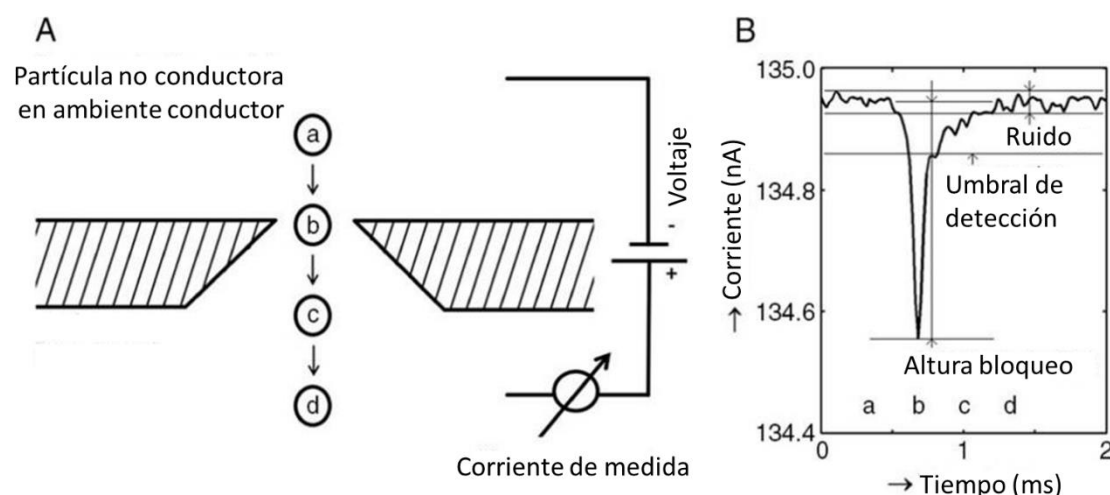 A
Partícula no conductora
en ambiente conductor
a
b
c
d
Voltaje
-
+
Corriente de medida
B
135.0
134.8
134.6
134.4
→ Corriente (nA)
Ruido
Umbral de
detección
Altura bloqueo
a b c d
0 1 2
→ Tiempo (ms)